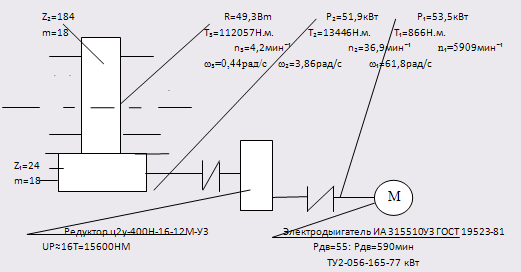 Z₂=184
m=18
R=49,3Вт
T₃=112057Н.м.
n₃=4,2мин⁻¹
ω₃=0,44рад/с
P₂=51,9кВт
T₂=13446Н.м.
n₂=36,9мин⁻¹
ω₂=3,86рад/с
P₁=53,5кВт
T₁=866Н.м.
n₁=5909мин⁻¹
ω₁=61,8рад/с
Z₁=24
m=18
М
Редуктор ц2у-400Н-16-12М-У3
UP≈16T=15600НМ
Электродыигатель ИА 315510УЗ ГОСТ 19523-81
Рдв=55: Рдв=590мин
ТУ2-056-165-77 кВт